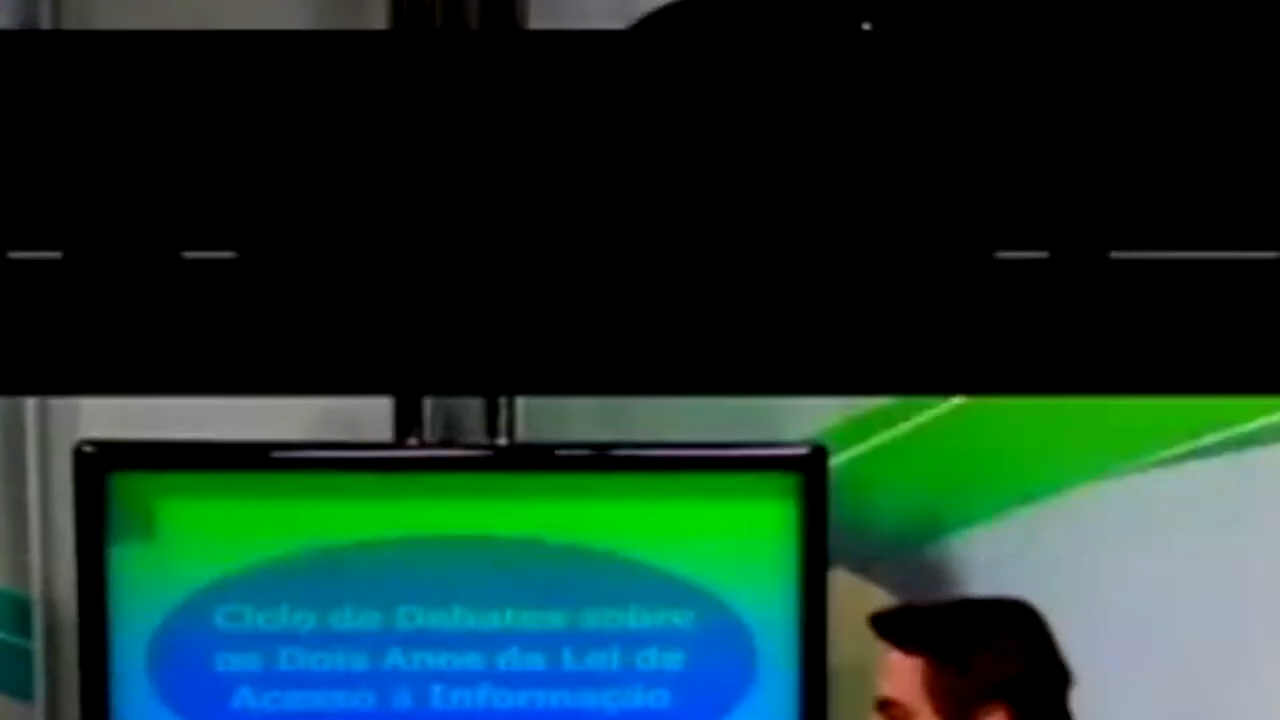 Ciclo de Debates sobre
os Dois Anos da Lei de
Acesso à Informação